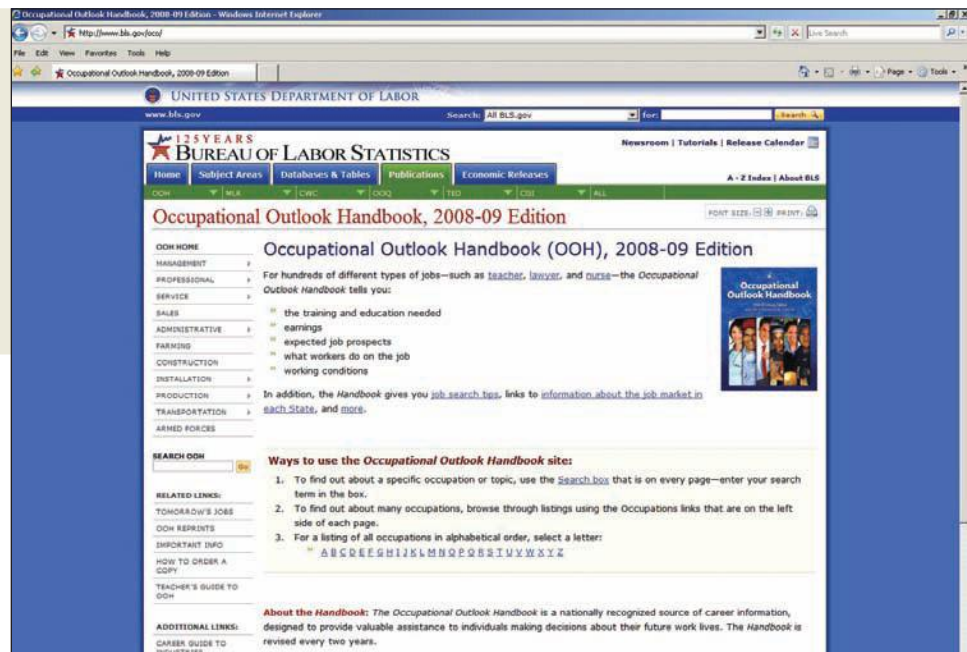 Occupational Outlook Handbook, 2008-09 Edition - Windows Internet Explorer
http://www.bls.gov/oco/
Live Search
File Edit View Favorites Tools Help
Occupational Outlook Handbook, 2008-09 Edition
Page Tools
UNITED STATES DEPARTMENT OF LABOR
www.bls.gov
Search: All BLS.gov for: Search
125 YEARS
BUREAU OF LABOR STATISTICS
Newsroom | Tutorials | Release Calendar
Home Subject Areas Databases & Tables Publications Economic Releases
A - Z Index | About BLS
OOH MLR CWC OOQ TED CGI ALL
Occupational Outlook Handbook, 2008-09 Edition
FONT SIZE: PRINT:
OOH HOME
MANAGEMENT
PROFESSIONAL
SERVICE
SALES
ADMINISTRATIVE
FARMING
CONSTRUCTION
INSTALLATION
PRODUCTION
TRANSPORTATION
ARMED FORCES
SEARCH OOH
Go
RELATED LINKS:
TOMORROW'S JOBS
OOH REPRINTS
IMPORTANT INFO
HOW TO ORDER A
COPY
TEACHER'S GUIDE TO
OOH
ADDITIONAL LINKS:
CAREER GUIDE TO
INDUSTRIES
Occupational Outlook Handbook (OOH), 2008-09 Edition
For hundreds of different types of jobs—such as teacher, lawyer, and nurse—the Occupational
Outlook Handbook tells you:
the training and education needed
earnings
expected job prospects
what workers do on the job
working conditions
In addition, the Handbook gives you job search tips, links to information about the job market in
each State, and more.
Occupational
Outlook Handbook
Ways to use the Occupational Outlook Handbook site:
1. To find out about a specific occupation or topic, use the Search box that is on every page—enter your search
term in the box.
2. To find out about many occupations, browse through listings using the Occupations links that are on the left
side of each page.
3. For a listing of all occupations in alphabetical order, select a letter:
A B C D E F G H I J K L M N O P Q R S T U V W X Y Z
About the Handbook: The Occupational Outlook Handbook is a nationally recognized source of career information,
designed to provide valuable assistance to individuals making decisions about their future work lives. The Handbook is
revised every two years.